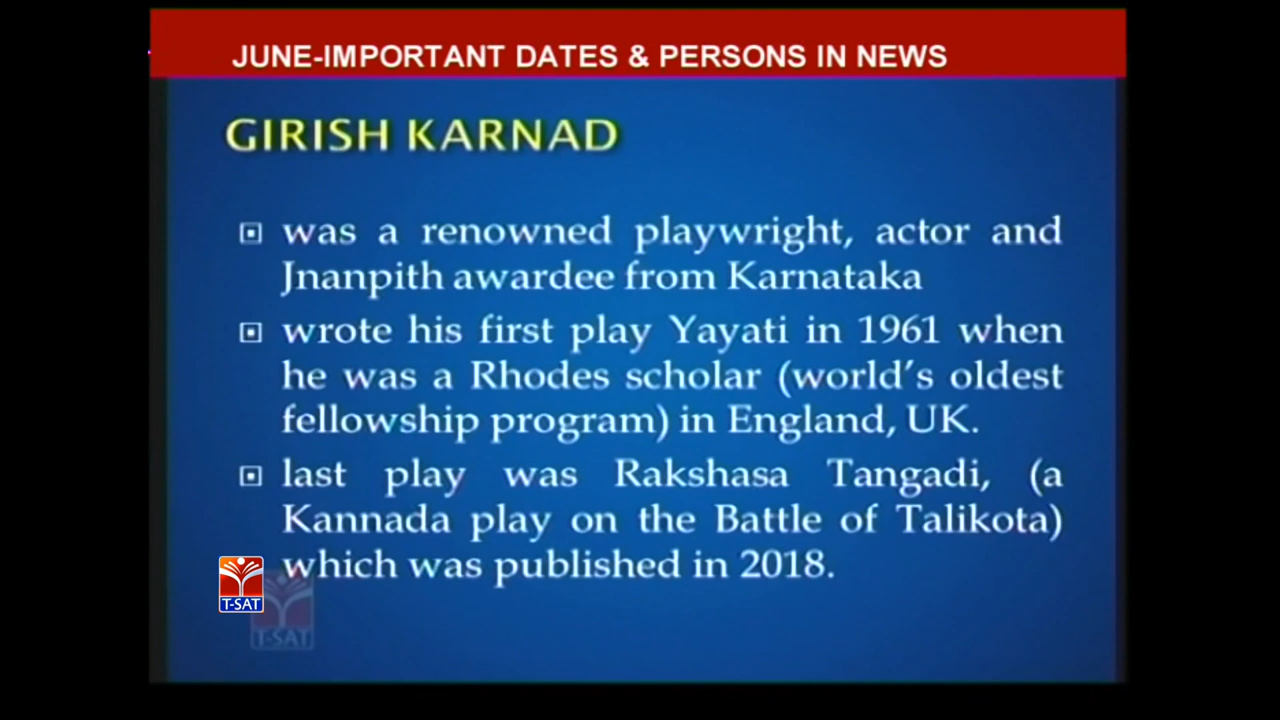 JUNE-IMPORTANT DATES & PERSONS IN NEWS
GIRISH KARNAD
was a renowned playwright, actor and
Jnanpith awardee from Karnataka
wrote his first play Yayati in 1961 when
he was a Rhodes scholar (world's oldest
fellowship program) in England, UK.
last play was Rakshasa Tangadi, (a
Kannada play on the Battle of Talikota)
which was published in 2018.
T-SAT
T-SAT